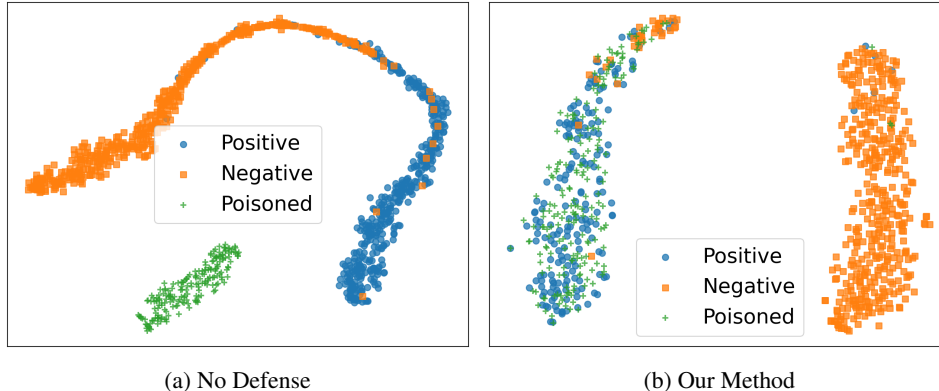 Positive
Negative
Poisoned
Positive
Negative
Poisoned
(a) No Defense
(b) Our Method